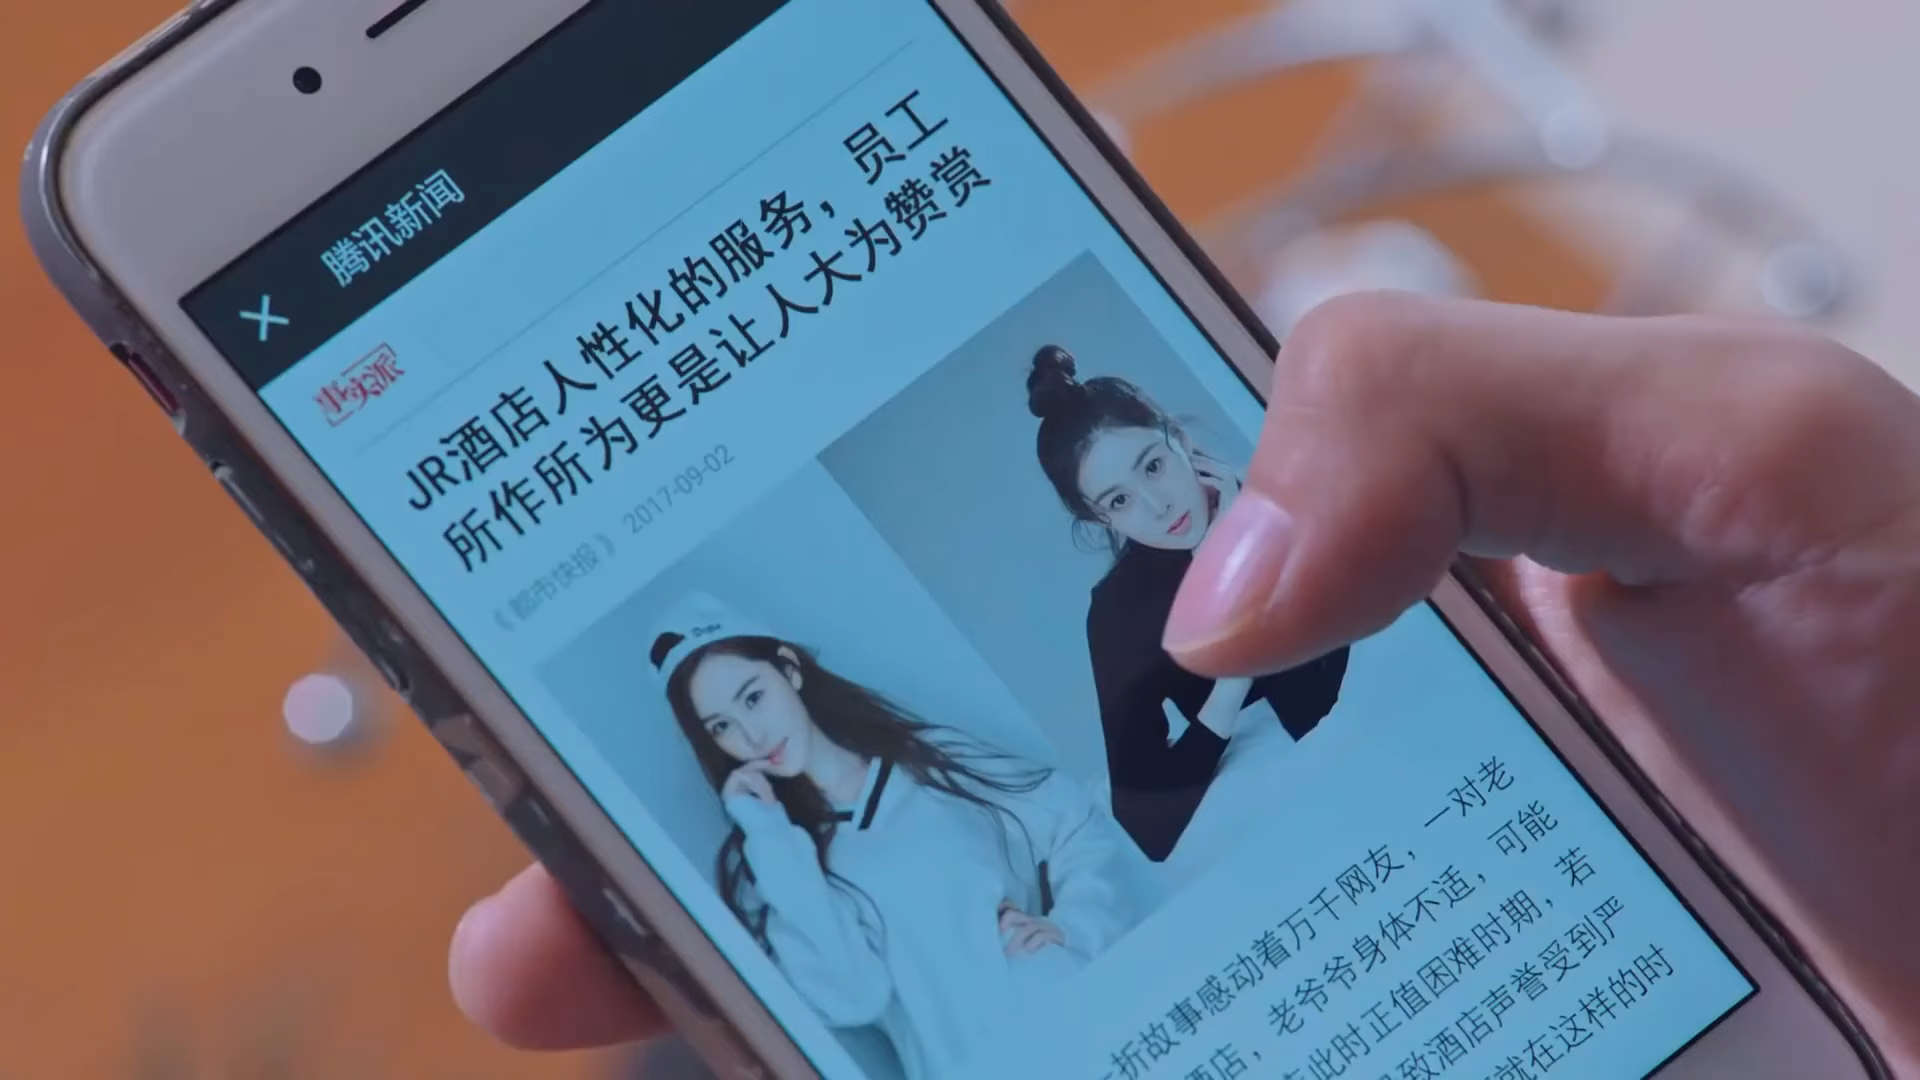 腾讯新闻
事实派
JR酒店人性化的服务，员工
所作所为更是让人大为赞赏
《都市快报》 2017-09-02
折故事感动着万千网友，一对老
酒店，老爷爷身体不适，可能
此时正值困难时期，若
致酒店声誉受到严
就在这样的时